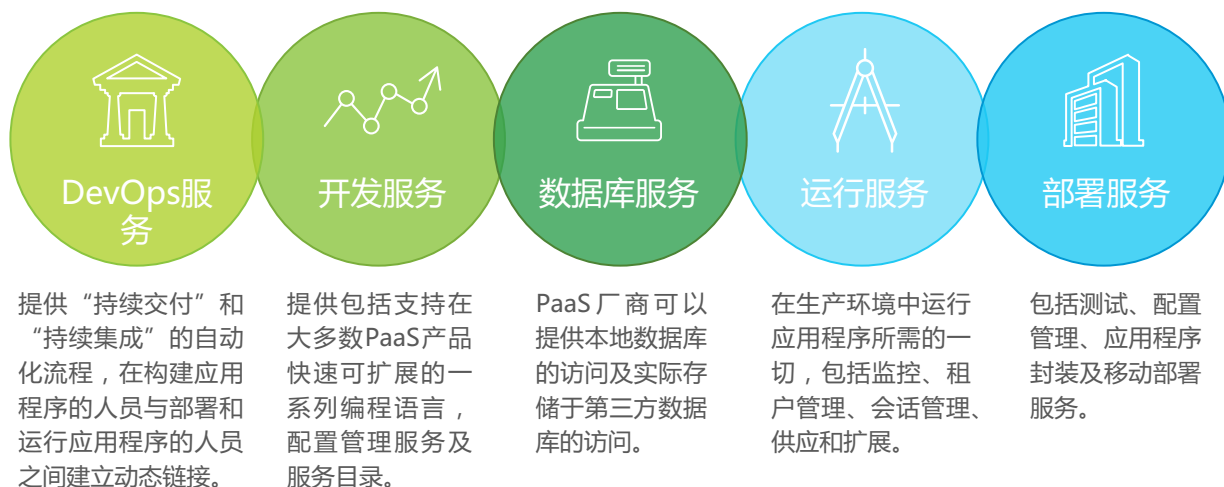 DevOps服
务
开发服务
数据库服务
运行服务
部署服务
提供“持续交付”和
“持续集成”的自动
化流程，在构建应用
程序的人员与部署和
运行应用程序的人员
之间建立动态链接。
提供包括支持在
大多数PaaS产品
快速可扩展的一
系列编程语言，
配置管理服务及
服务目录。
PaaS厂商可以
提供本地数据库
的访问及实际存
储于第三方数据
库的访问。
在生产环境中运行
应用程序所需的一
切，包括监控、租
户管理、会话管理、
供应和扩展。
包括测试、配置
管理、应用程序
封装及移动部署
服务。